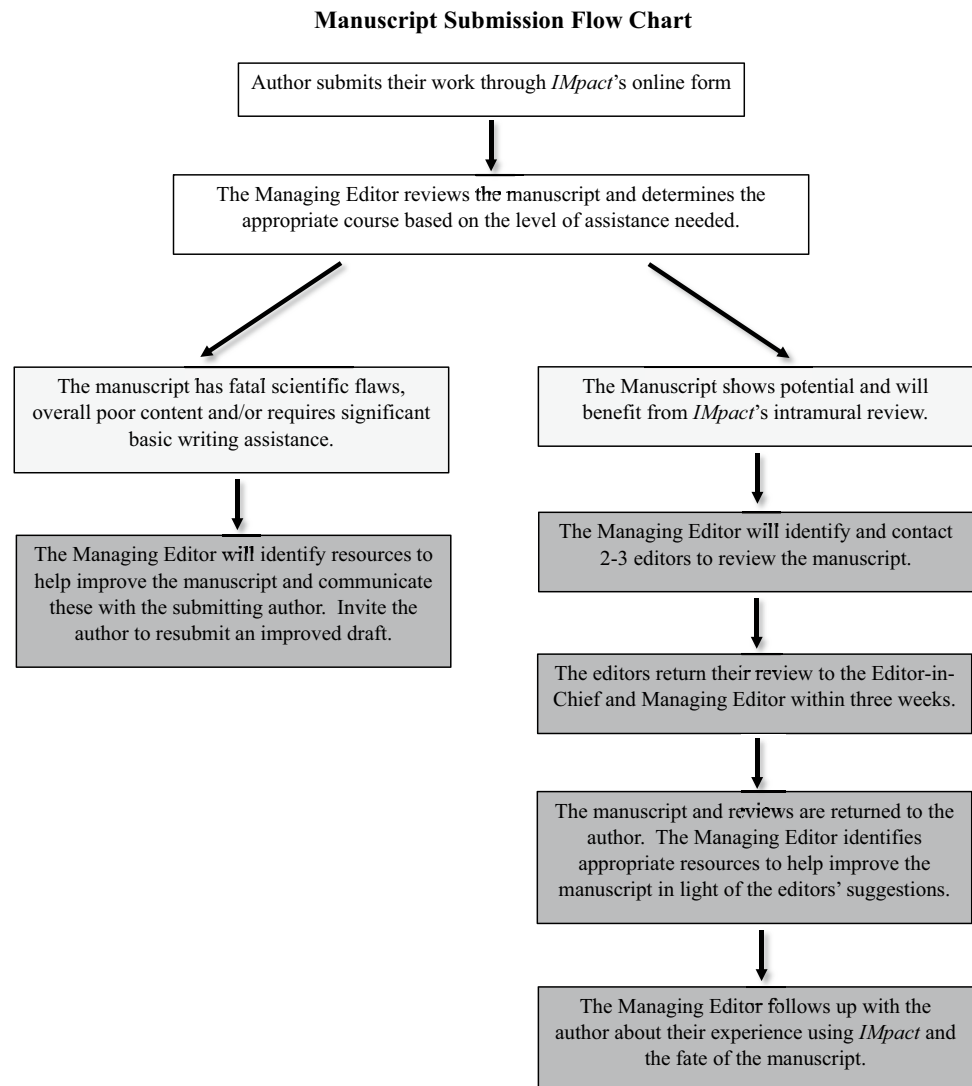 Manuscript Submission Flow Chart
Author submits their work through IMpact's online form
The Managing Editor reviews the manuscript and determines the
appropriate course based on the level of assistance needed.
The manuscript has fatal scientific flaws,
overall poor content and/or requires significant
basic writing assistance.
The Managing Editor will identify resources to
help improve the manuscript and communicate
these with the submitting author.  Invite the
author to resubmit an improved draft.
The Manuscript shows potential and will
benefit from IMpact's intramural review.
The Managing Editor will identify and contact
2-3 editors to review the manuscript.
The editors return their review to the Editor-in-
Chief and Managing Editor within three weeks.
The manuscript and reviews are returned to the
author.  The Managing Editor identifies
appropriate resources to help improve the
manuscript in light of the editors' suggestions.
The Managing Editor follows up with the
author about their experience using IMpact and
the fate of the manuscript.